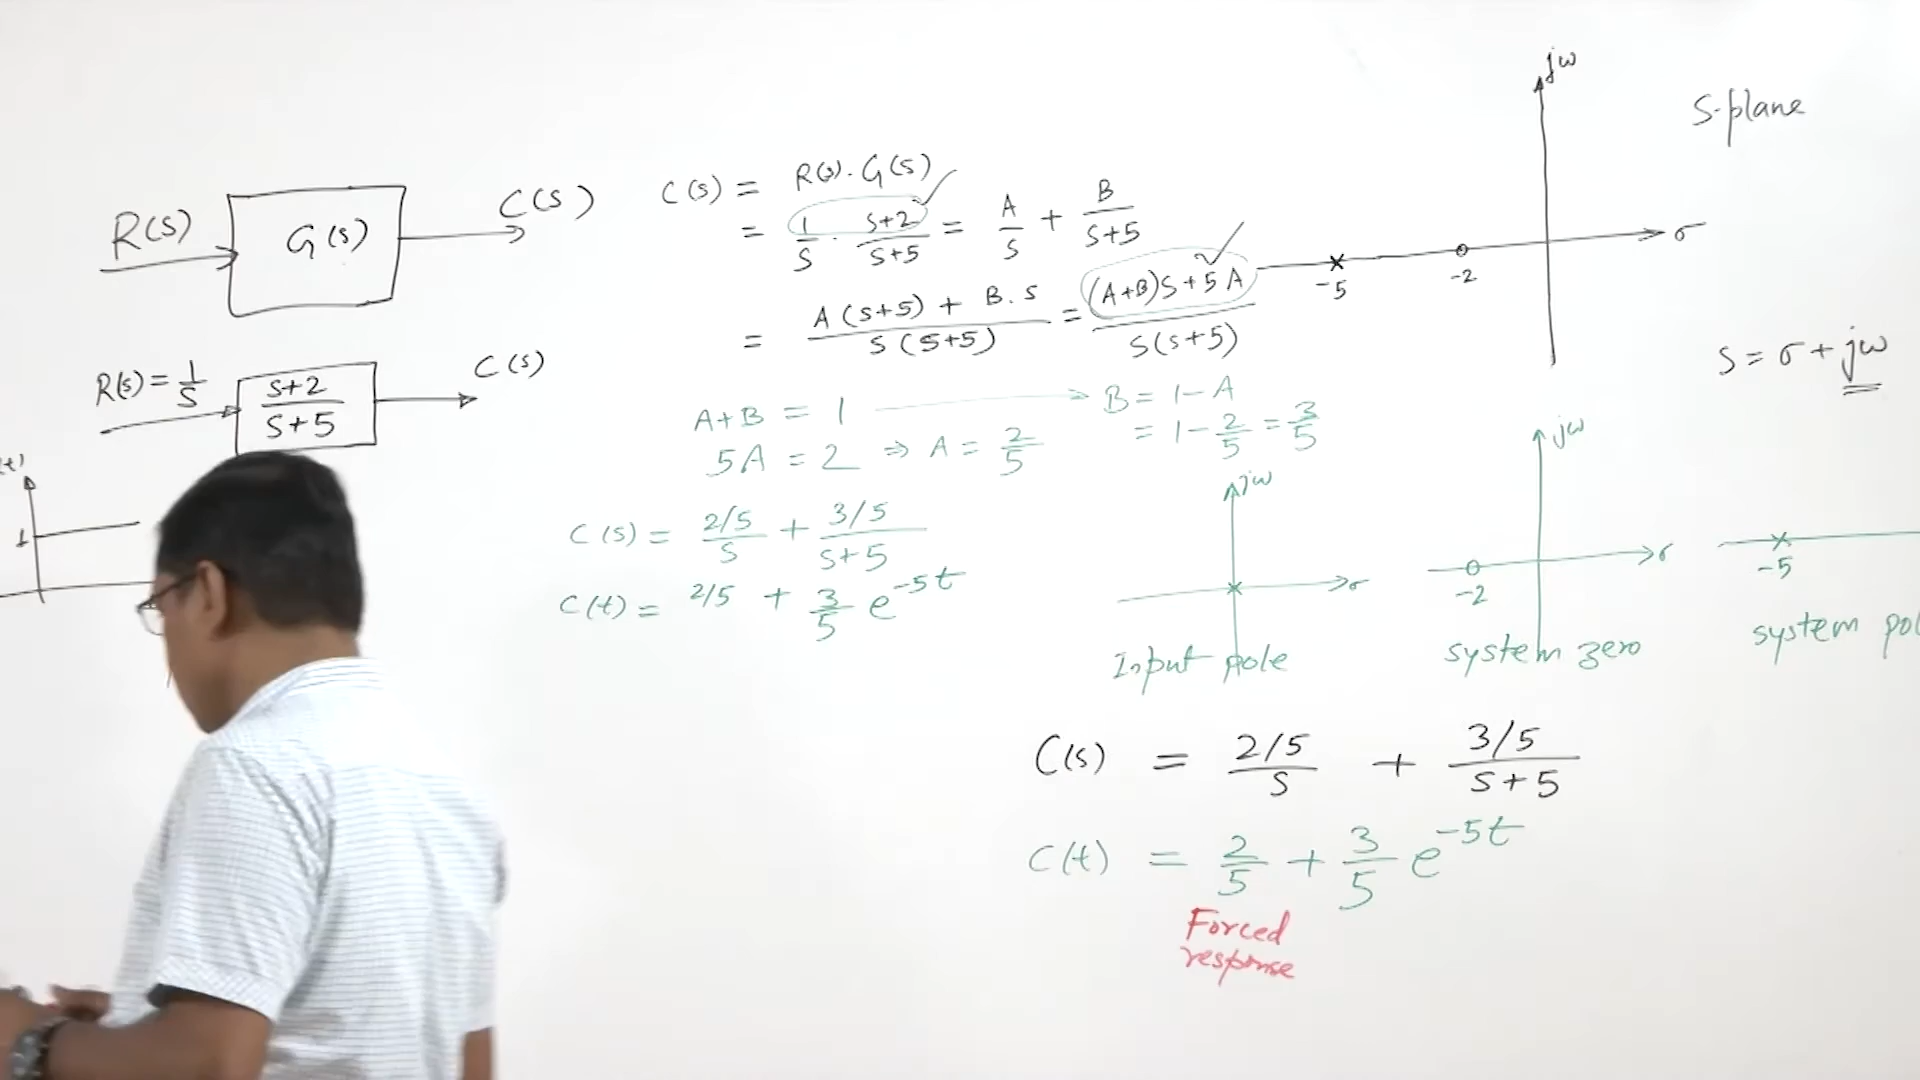 R(s) G(s) C(s)
R(s) = 1/s
s+2
s+5
C(s)
1
C(s) = R(s) . G(s)
= 1/s . (s+2)/(s+5) = A/s + B/(s+5)
= (A(s+5) + B.s)/(s(s+5)) = ((A+B)s+5A)/(s(s+5))
A+B = 1 → B = 1-A
5A = 2 ⇒ A = 2/5
= 1 - 2/5 = 3/5
C(s) = (2/5)/s + (3/5)/(s+5)
C(t) = 2/5 + 3/5 e^-5t
jω
S-plane
σ
-5
-2
S = σ + jω
jω
σ
Input pole
jω
σ
-2
system zero
-5
system
C(s) = (2/5)/s + (3/5)/(s+5)
C(t) = 2/5 + 3/5 e^-5t
Forced
response